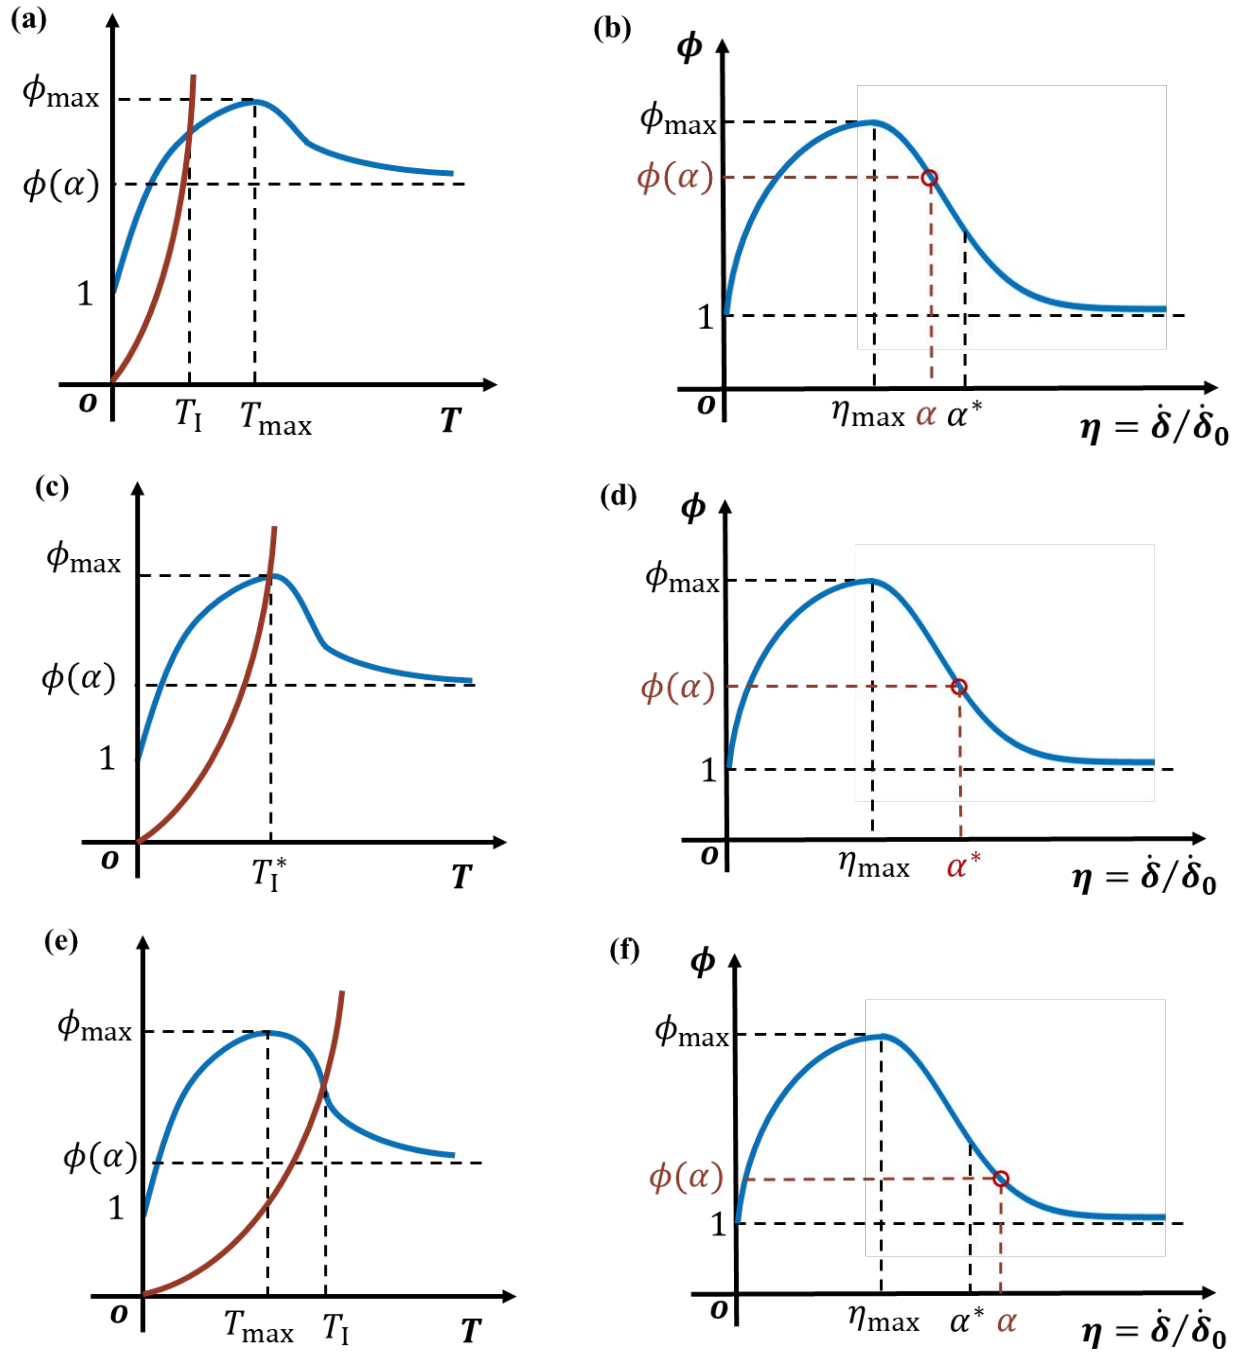 (a)
ϕmax
ϕ(α)
1
o
TI
Tmax
T
(b)
ϕ
ϕmax
ϕ(α)
1
o
ηmax
α
α*
η = δ̇/δ̇0
(c)
ϕmax
ϕ(α)
1
o
TI*
T
(d)
ϕ
ϕmax
ϕ(α)
1
o
ηmax
α*
η = δ̇/δ̇0
(e)
ϕmax
ϕ(α)
1
o
Tmax
TI
T
(f)
ϕ
ϕmax
ϕ(α)
1
o
ηmax
α*
α
η = δ̇/δ̇0